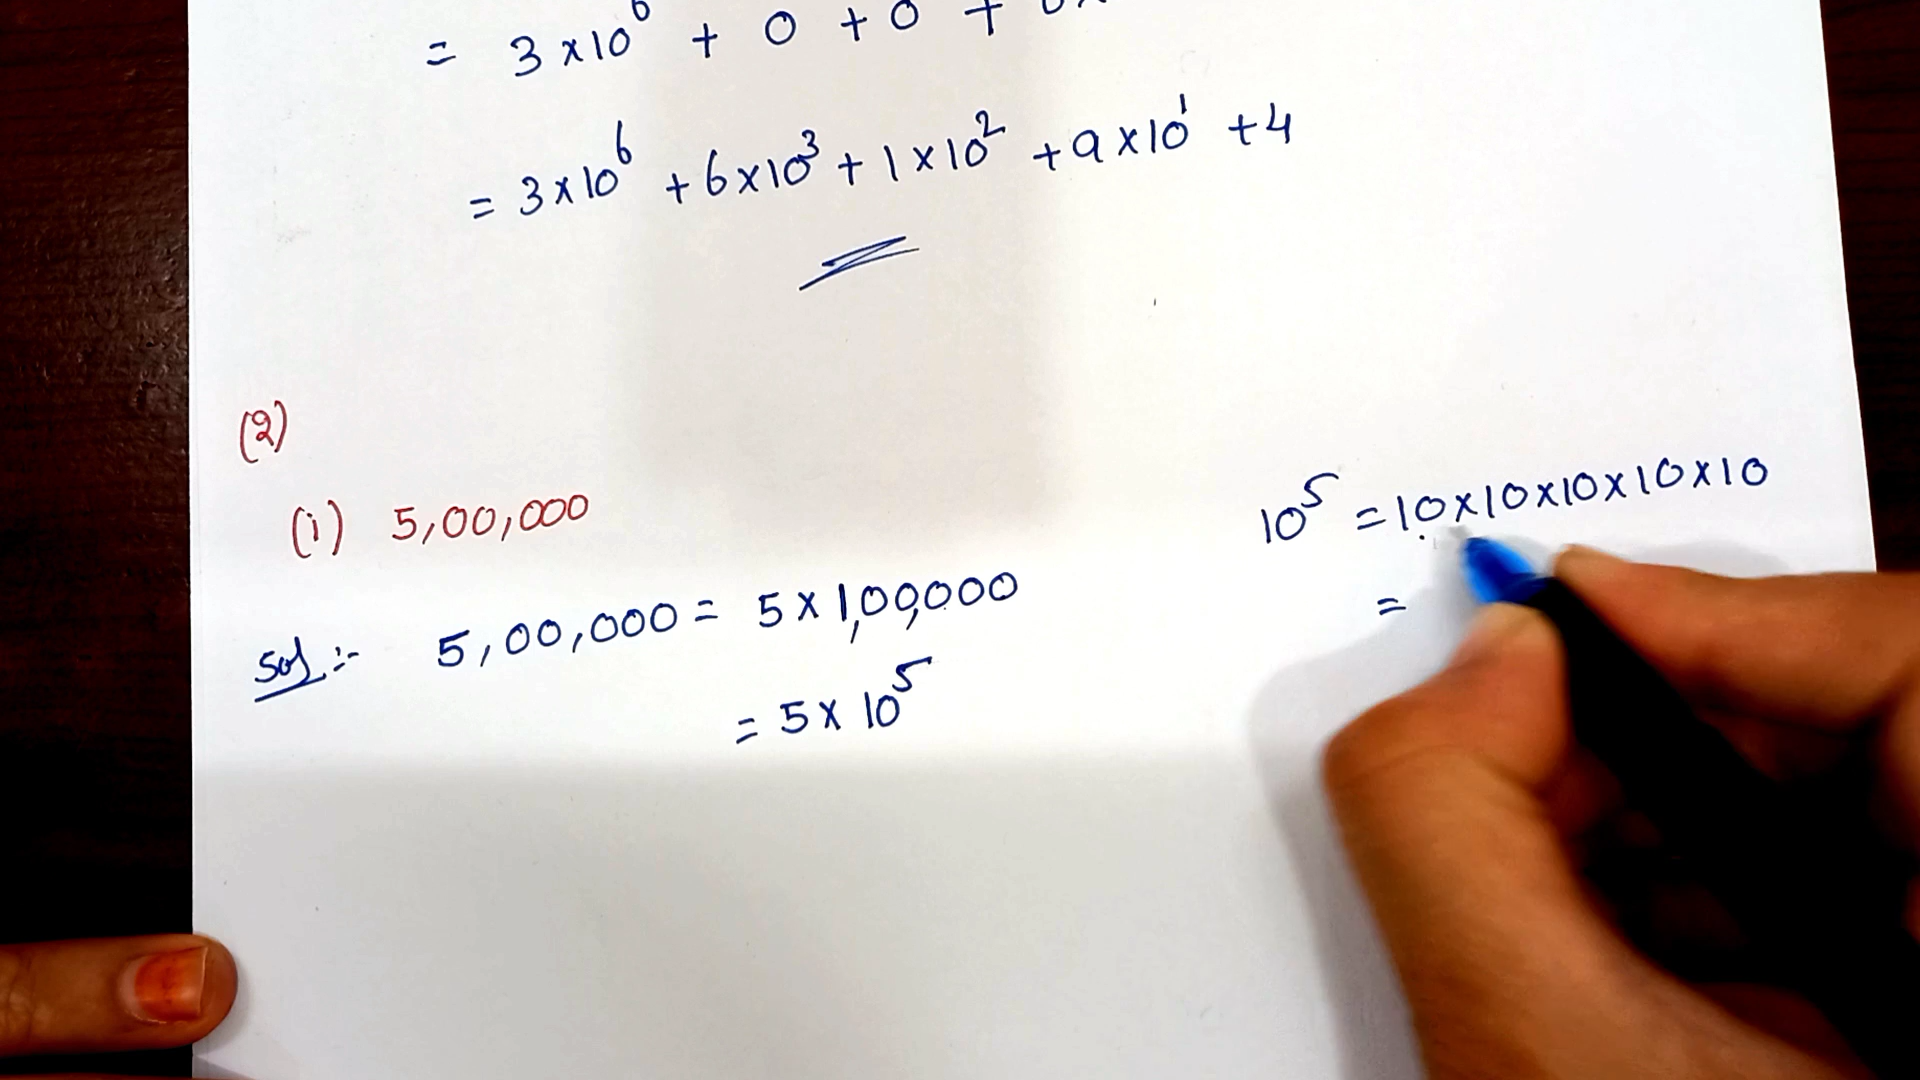 = 3 × 10⁶ + 0 + 0 +
= 3 × 10⁶ + 6 × 10³ + 1 × 10² + 9 × 10¹ + 4
(2)
(i) 5,00,000
Sol :- 5,00,000 = 5 × 1,00,000
= 5 × 10⁵
10⁵ = 10 × 10 × 10 × 10 × 10
=